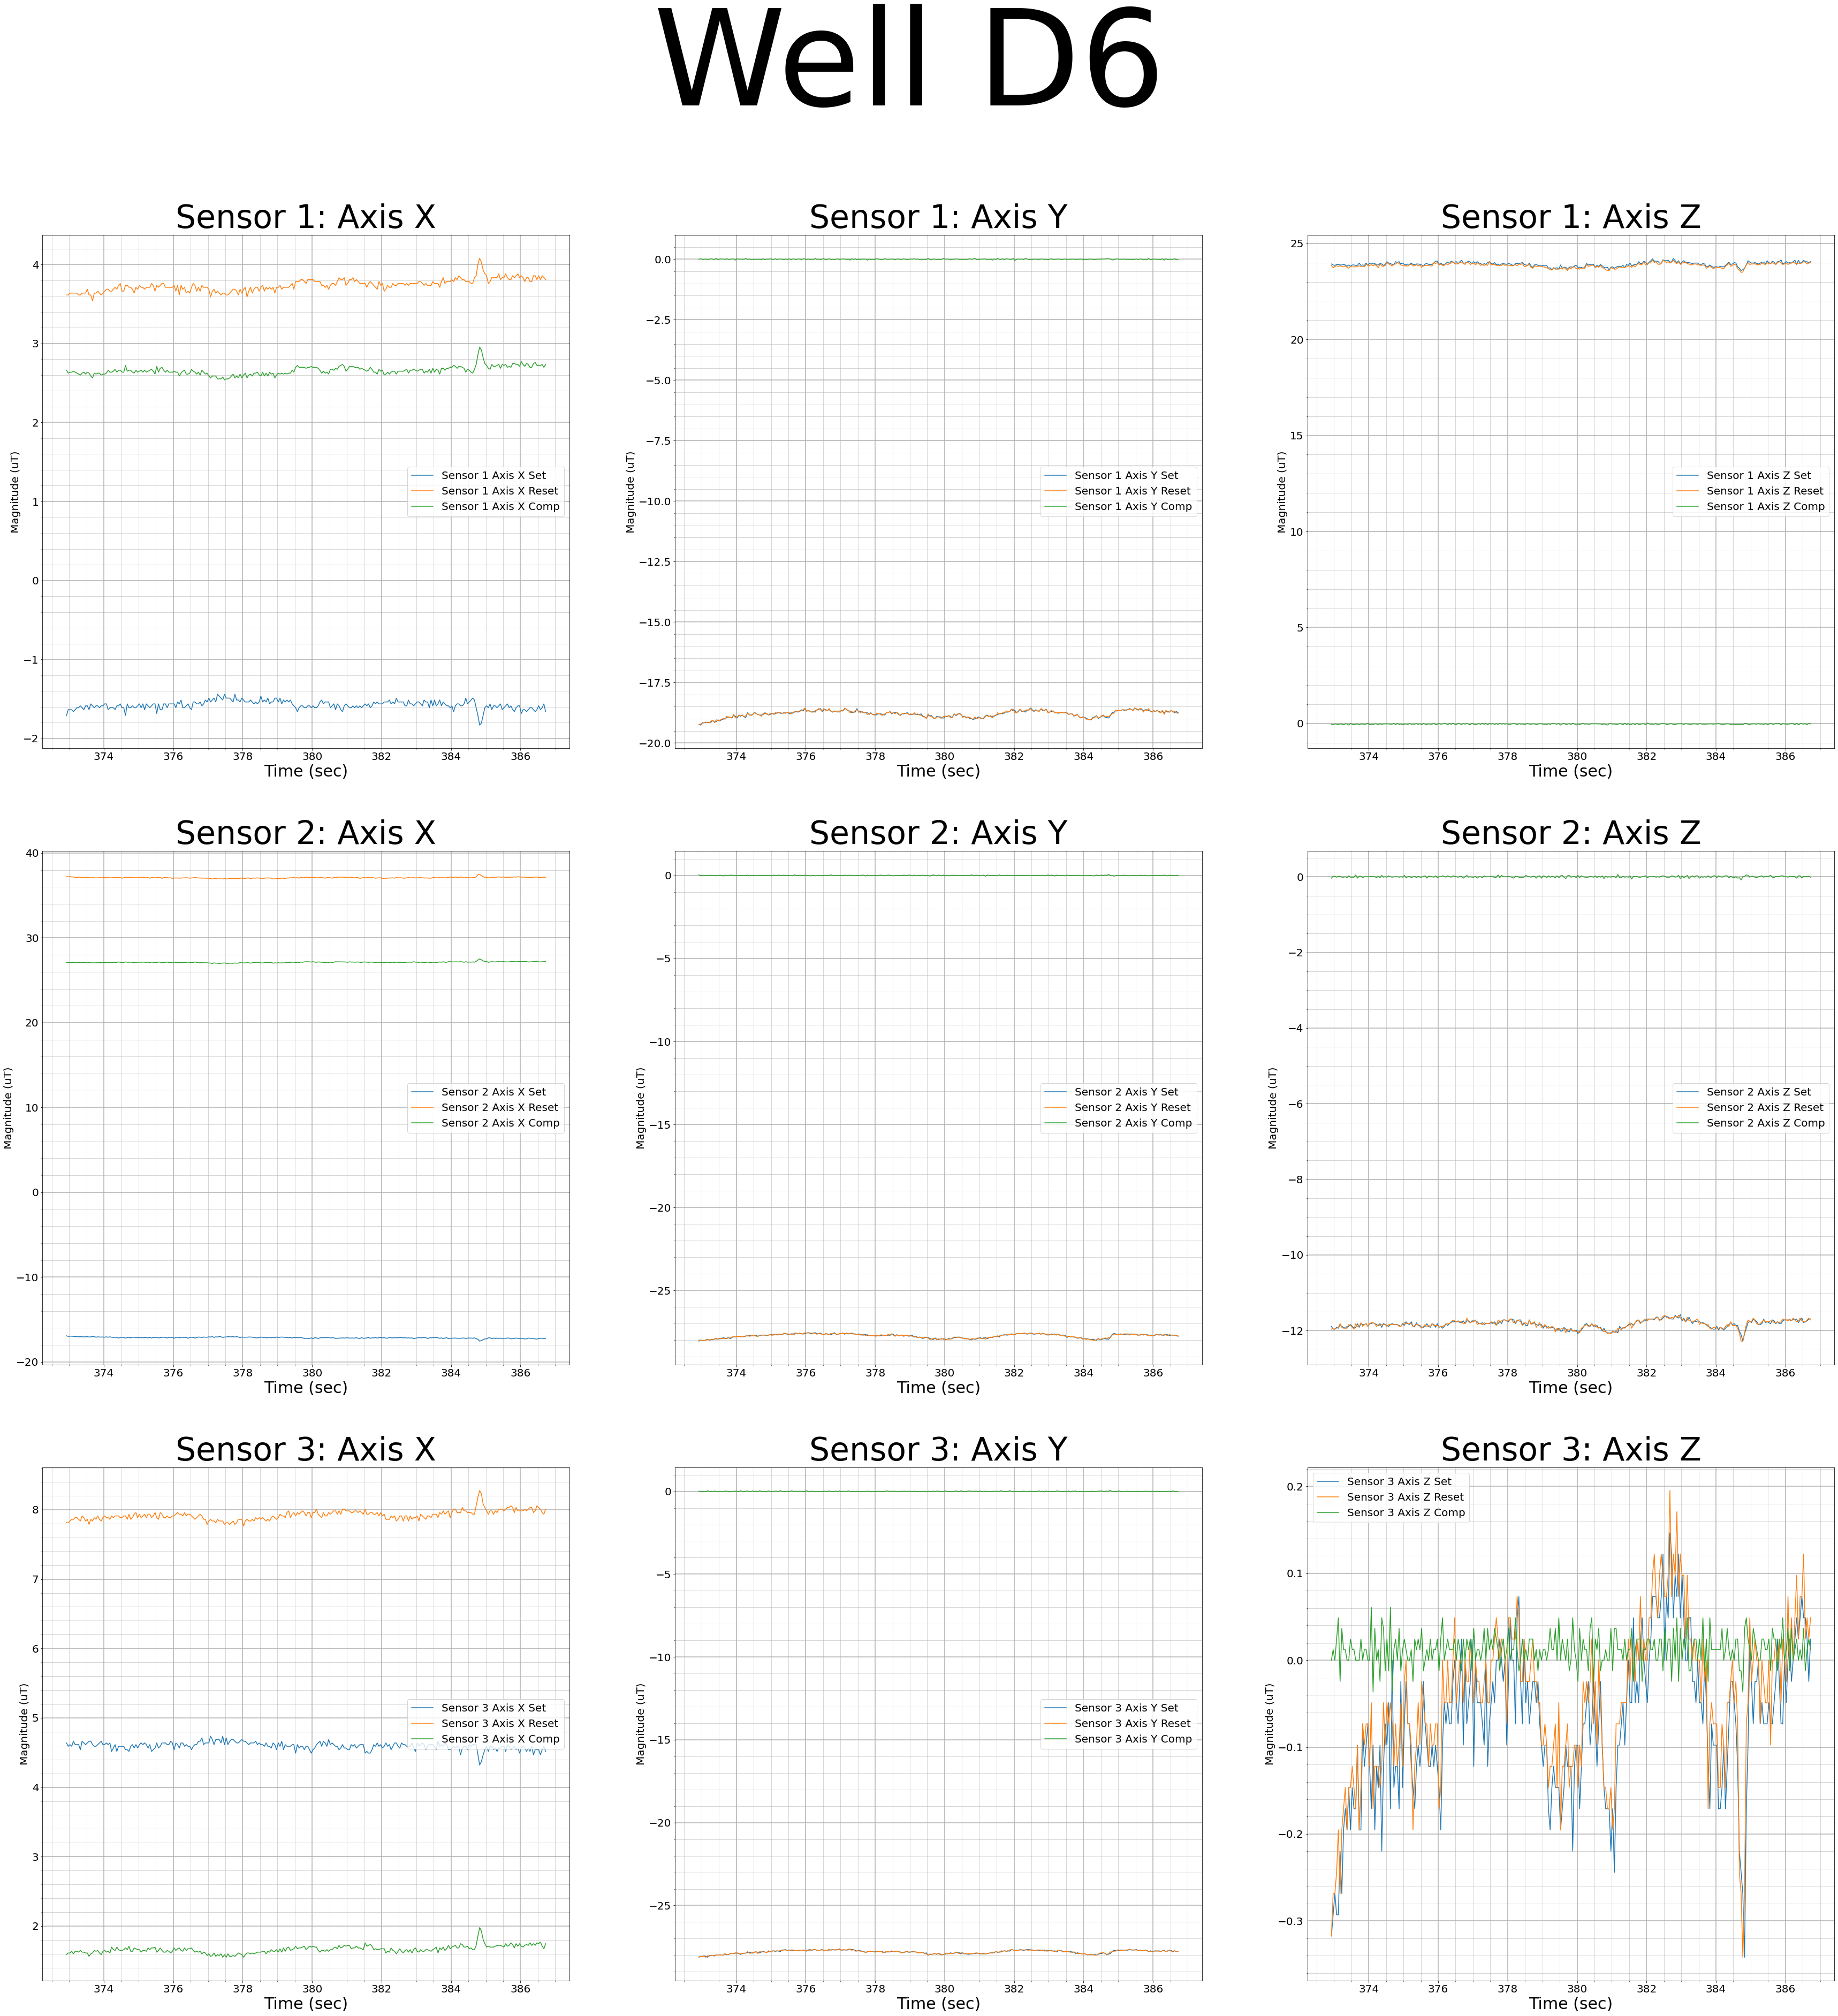 Well D6
Sensor 1: Axis X
4
3
2
1
0
−1
−2
Magnitude (uT)
Sensor 1 Axis X Set
Sensor 1 Axis X Reset
Sensor 1 Axis X Comp
374 376 378 380 382 384 386
Time (sec)
Sensor 1: Axis Y
0.0
−2.5
−5.0
−7.5
−10.0
−12.5
−15.0
−17.5
−20.0
Magnitude (uT)
Sensor 1 Axis Y Set
Sensor 1 Axis Y Reset
Sensor 1 Axis Y Comp
374 376 378 380 382 384 386
Time (sec)
Sensor 1: Axis Z
25
20
15
10
5
0
Magnitude (uT)
Sensor 1 Axis Z Set
Sensor 1 Axis Z Reset
Sensor 1 Axis Z Comp
374 376 378 380 382 384 386
Time (sec)
Sensor 2: Axis X
40
30
20
10
0
−10
−20
Magnitude (uT)
Sensor 2 Axis X Set
Sensor 2 Axis X Reset
Sensor 2 Axis X Comp
374 376 378 380 382 384 386
Time (sec)
Sensor 2: Axis Y
0
−5
−10
−15
−20
−25
Magnitude (uT)
Sensor 2 Axis Y Set
Sensor 2 Axis Y Reset
Sensor 2 Axis Y Comp
374 376 378 380 382 384 386
Time (sec)
Sensor 2: Axis Z
0
−2
−4
−6
−8
−10
−12
Magnitude (uT)
Sensor 2 Axis Z Set
Sensor 2 Axis Z Reset
Sensor 2 Axis Z Comp
374 376 378 380 382 384 386
Time (sec)
Sensor 3: Axis X
8
7
6
5
4
3
2
Magnitude (uT)
Sensor 3 Axis X Set
Sensor 3 Axis X Reset
Sensor 3 Axis X Comp
374 376 378 380 382 384 386
Time (sec)
Sensor 3: Axis Y
0
−5
−10
−15
−20
−25
Magnitude (uT)
Sensor 3 Axis Y Set
Sensor 3 Axis Y Reset
Sensor 3 Axis Y Comp
374 376 378 380 382 384 386
Time (sec)
Sensor 3: Axis Z
0.2
0.1
0.0
−0.1
−0.2
−0.3
Magnitude (uT)
Sensor 3 Axis Z Set
Sensor 3 Axis Z Reset
Sensor 3 Axis Z Comp
374 376 378 380 382 384 386
Time (sec)